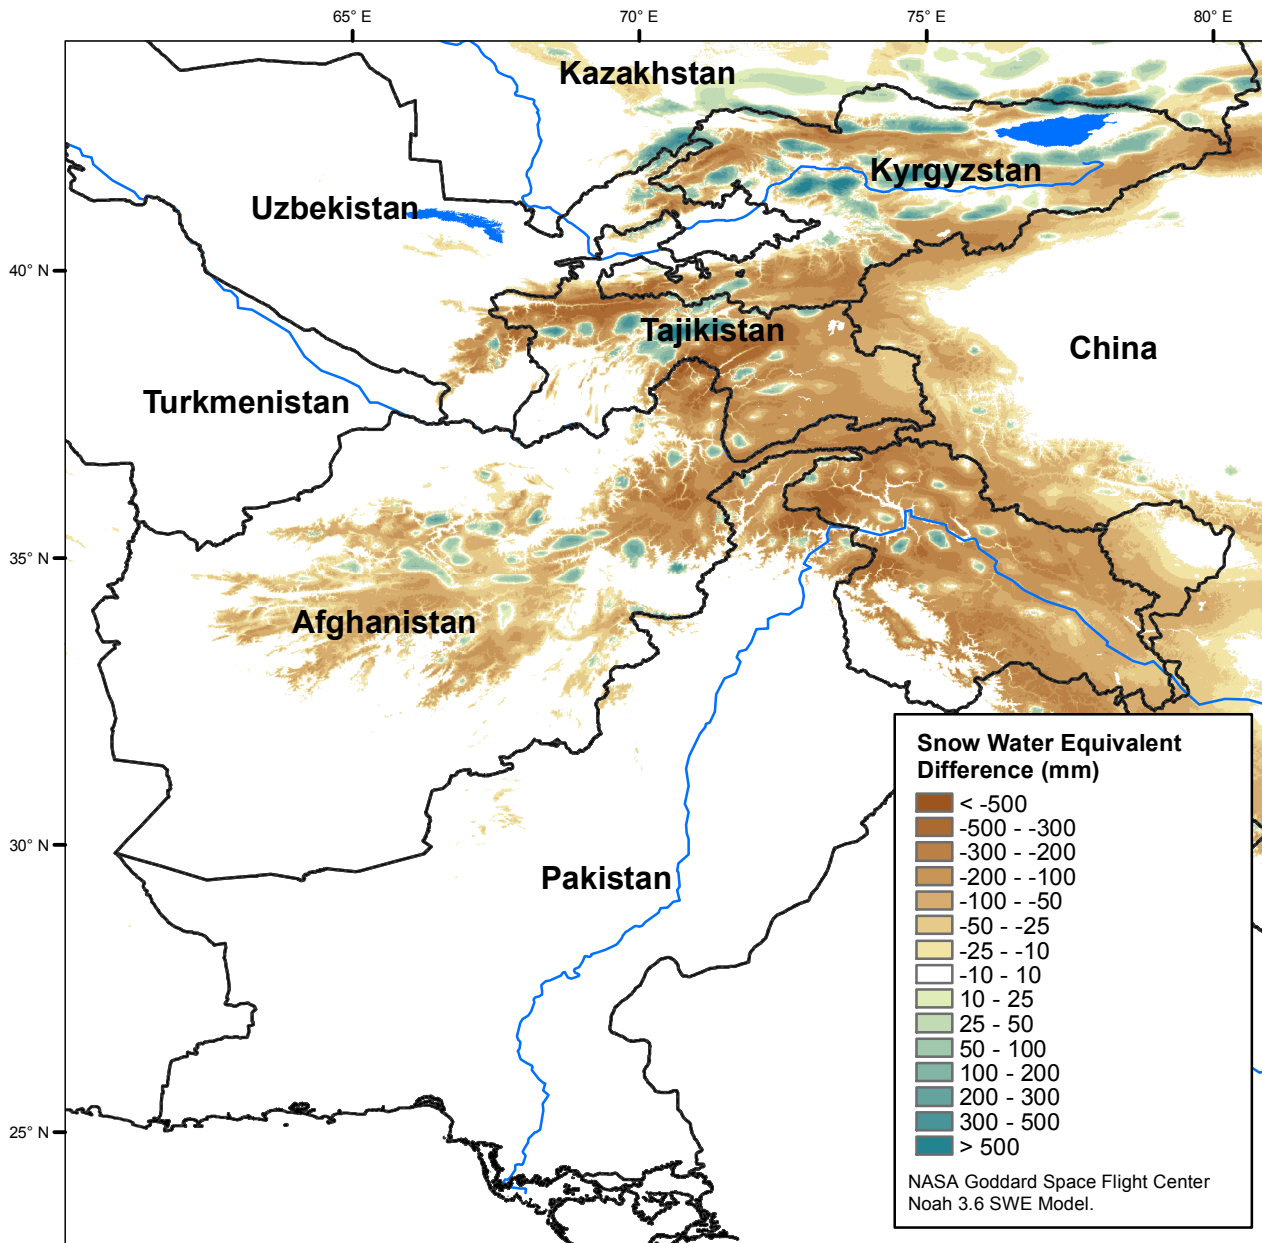 65° E
70° E
75° E
80° E
Kazakhstan
Kyrgyzstan
Uzbekistan
40° N
Tajikistan
China
Turkmenistan
35° N
Afghanistan
30° N
Pakistan
25° N
Snow Water Equivalent
Difference (mm)
< -500
-500 - -300
-300 - -200
-200 - -100
-100 - -50
-50 - -25
-25 - -10
-10 - 10
10 - 25
25 - 50
50 - 100
100 - 200
200 - 300
300 - 500
> 500
NASA Goddard Space Flight Center
Noah 3.6 SWE Model.